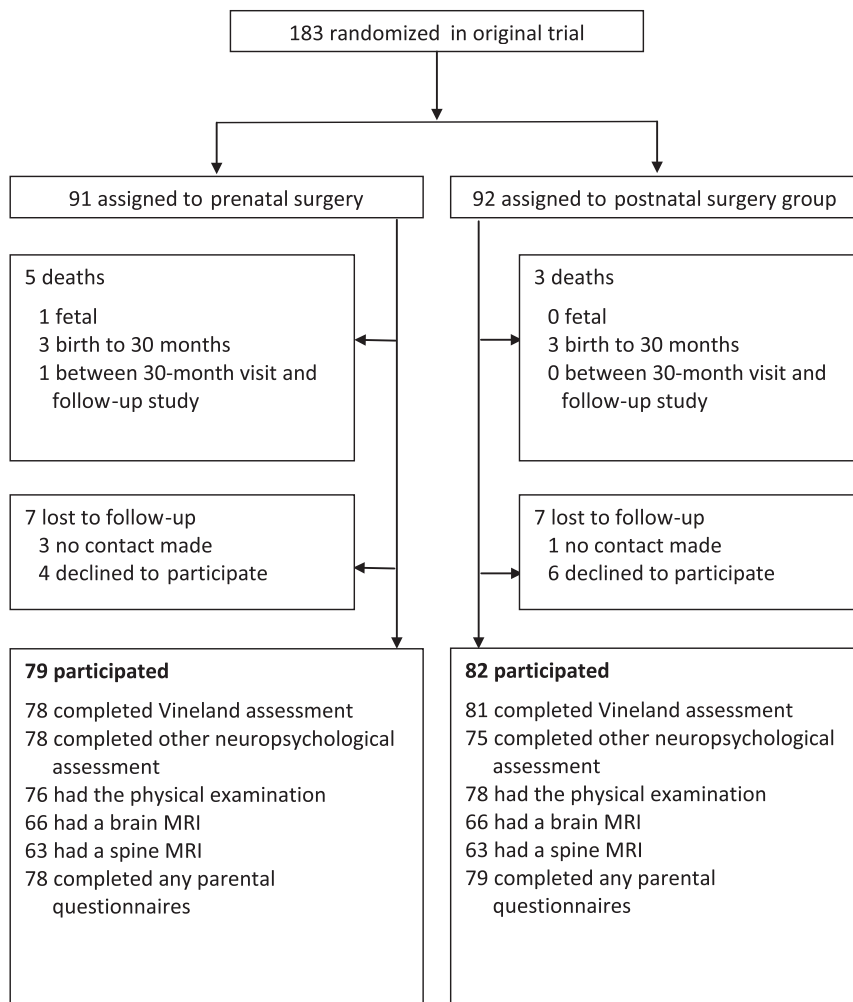 183 randomized in original trial
91 assigned to prenatal surgery
92 assigned to postnatal surgery group
5 deaths
1 fetal
3 birth to 30 months
1 between 30-month visit and
follow-up study
3 deaths
0 fetal
3 birth to 30 months
0 between 30-month visit and
follow-up study
7 lost to follow-up
3 no contact made
4 declined to participate
7 lost to follow-up
1 no contact made
6 declined to participate
79 participated
78 completed Vineland assessment
78 completed other neuropsychological
assessment
76 had the physical examination
66 had a brain MRI
63 had a spine MRI
78 completed any parental
questionnaires
82 participated
81 completed Vineland assessment
75 completed other neuropsychological
assessment
78 had the physical examination
66 had a brain MRI
63 had a spine MRI
79 completed any parental
questionnaires